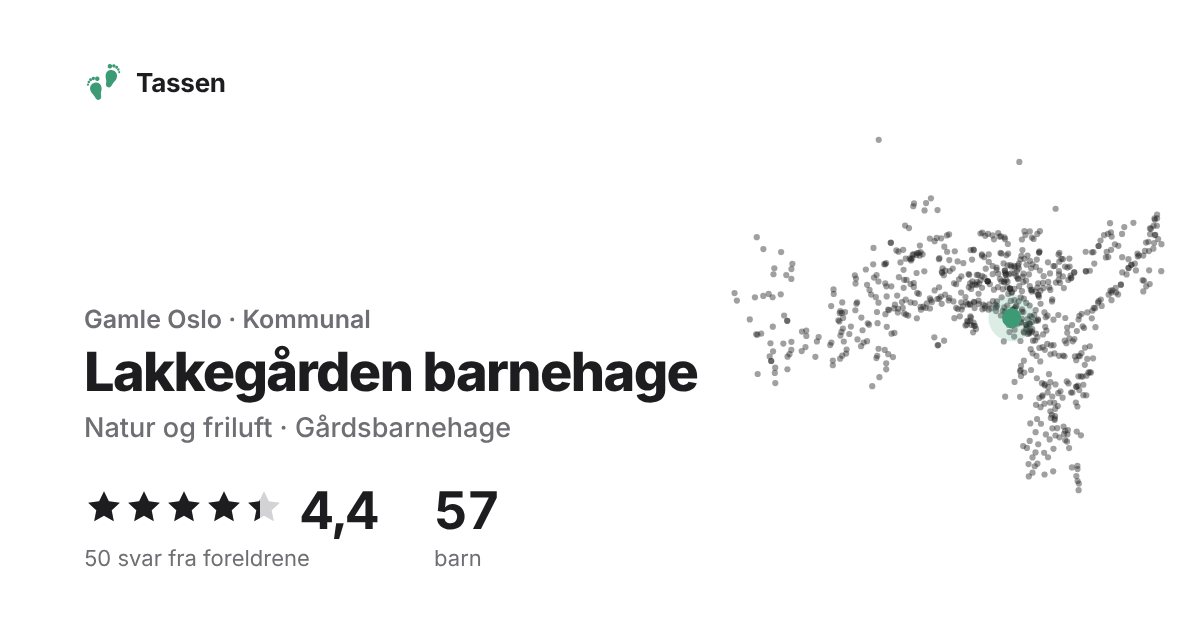 Tassen
Gamle Oslo · Kommunal
Lakkegården barnehage
Natur og friluft · Gårdsbarnehage
4,4
57
50 svar fra foreldrene
barn